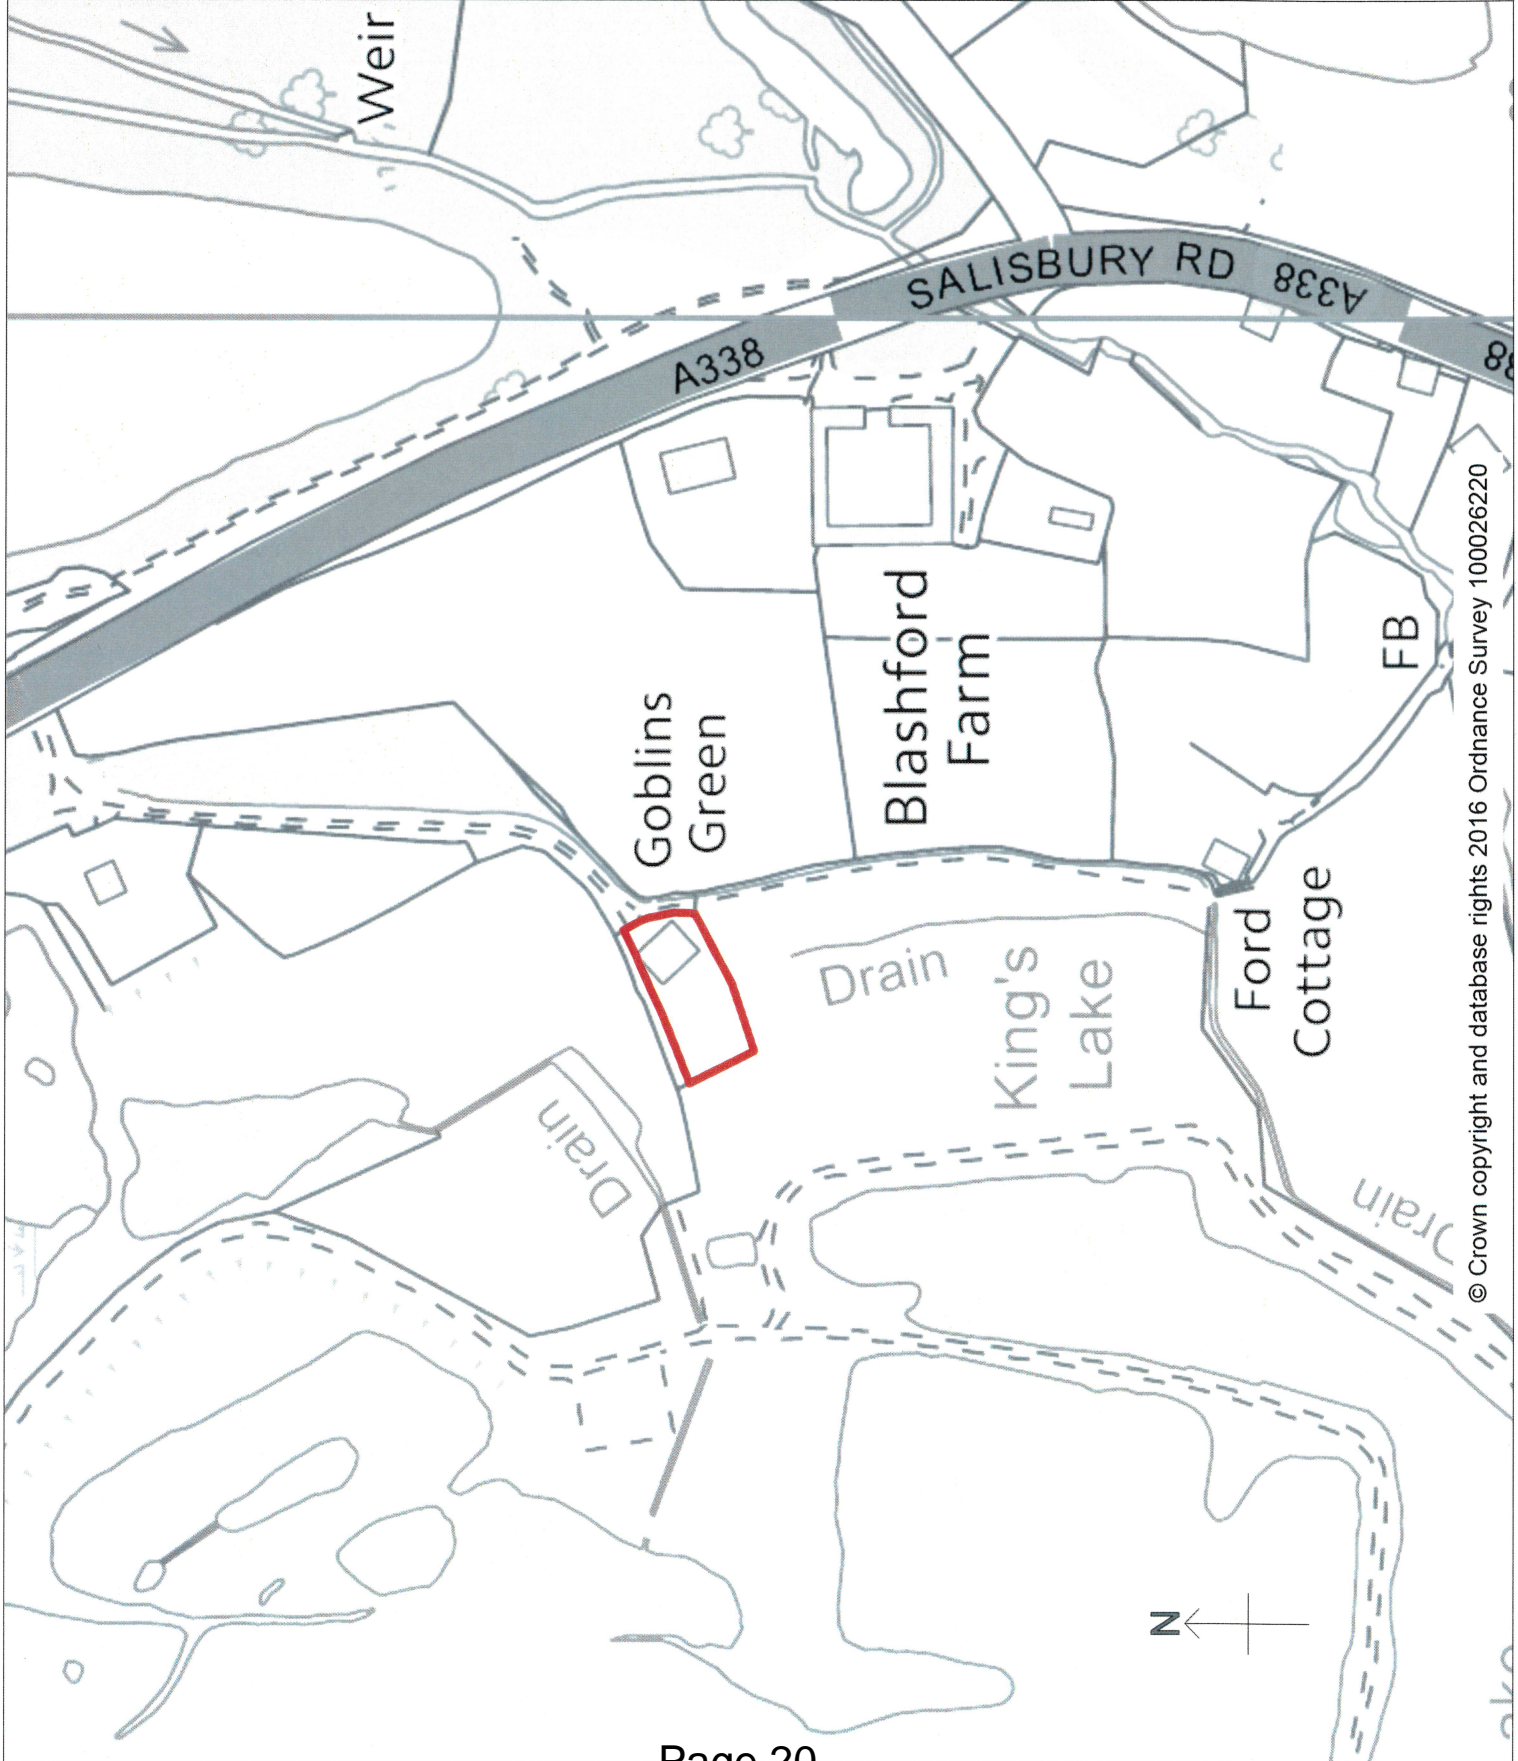 Weir
SALISBURY RD
A338
A338
Goblins
Green
Blashford
Farm
FB
Drain
King's
Lake
Ford
Cottage
Drain
Drain
N
© Crown copyright and database rights 2016 Ordnance Survey 100026220
Page 20